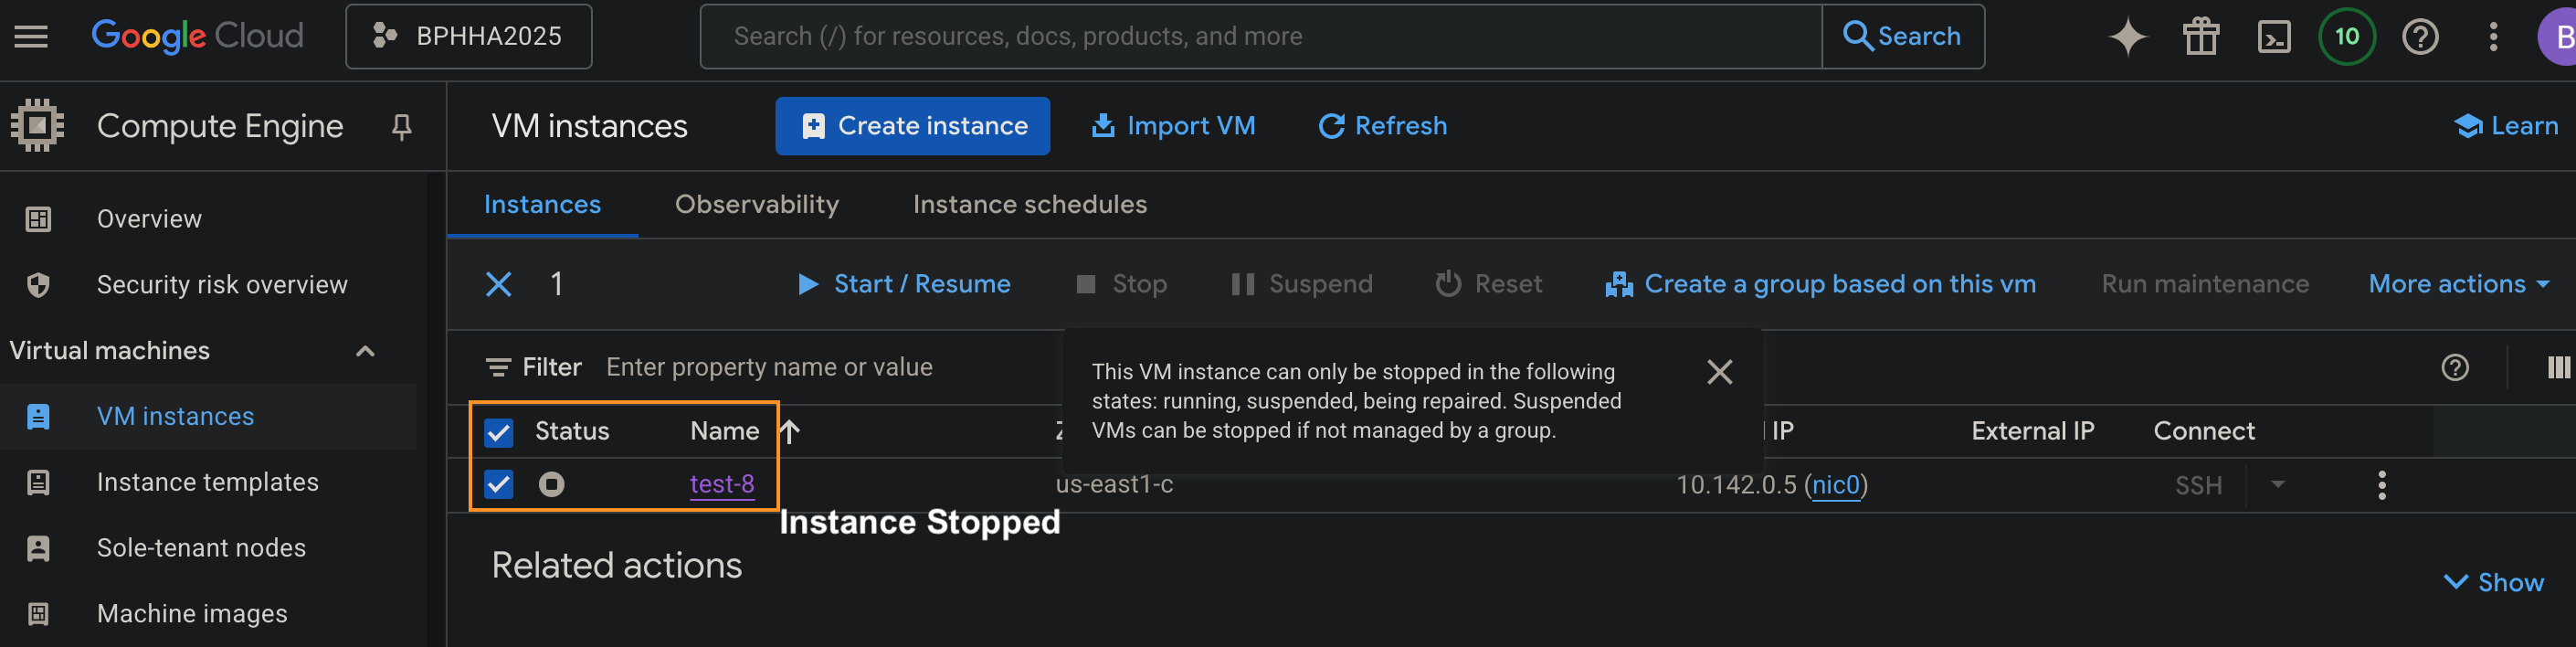 Google Cloud
BPHHA2025
Search (/) for resources, docs, products, and more
Search
10
B
Compute Engine
VM instances
Create instance
Import VM
Refresh
Learn
Overview
Security risk overview
Virtual machines
VM instances
Instance templates
Sole-tenant nodes
Machine images
Instances
Observability
Instance schedules
1
Start / Resume
Stop
Suspend
Reset
Create a group based on this vm
Run maintenance
More actions
Filter
Enter property name or value
This VM instance can only be stopped in the following
states: running, suspended, being repaired. Suspended
VMs can be stopped if not managed by a group.
Status
Name
IP
External IP
Connect
test-8
us-east1-c
10.142.0.5 (nic0)
SSH
Instance Stopped
Related actions
Show